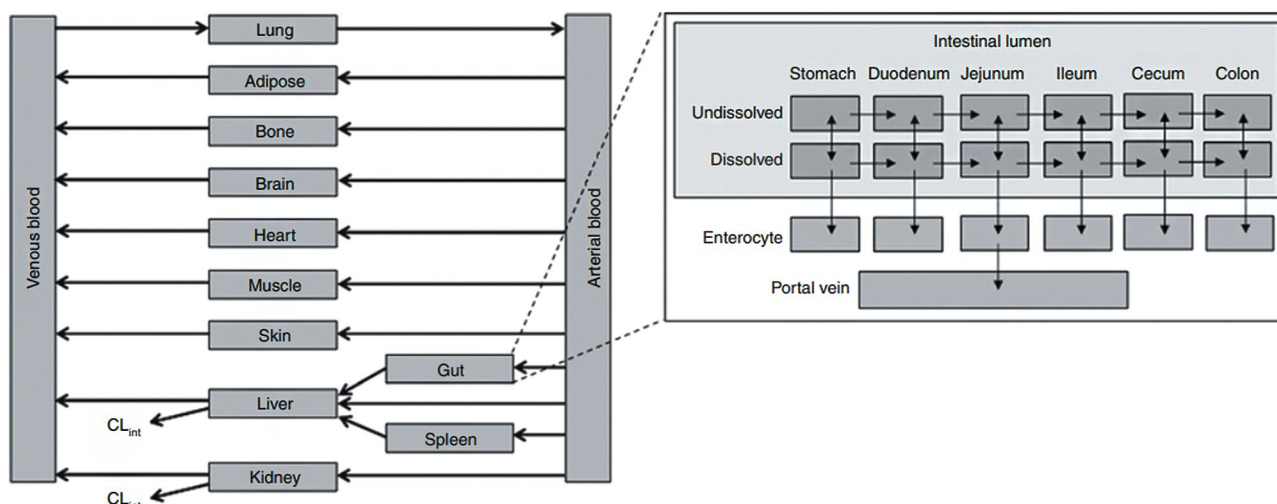 Lung
Adipose
Bone
Brain
Heart
Muscle
Skin
Gut
Liver
CLint
Spleen
Kidney
CLint
Venous blood
Arterial blood
Intestinal lumen
Stomach Duodenum Jejunum Ileum Cecum Colon
Undissolved
Dissolved
Enterocyte
Portal vein